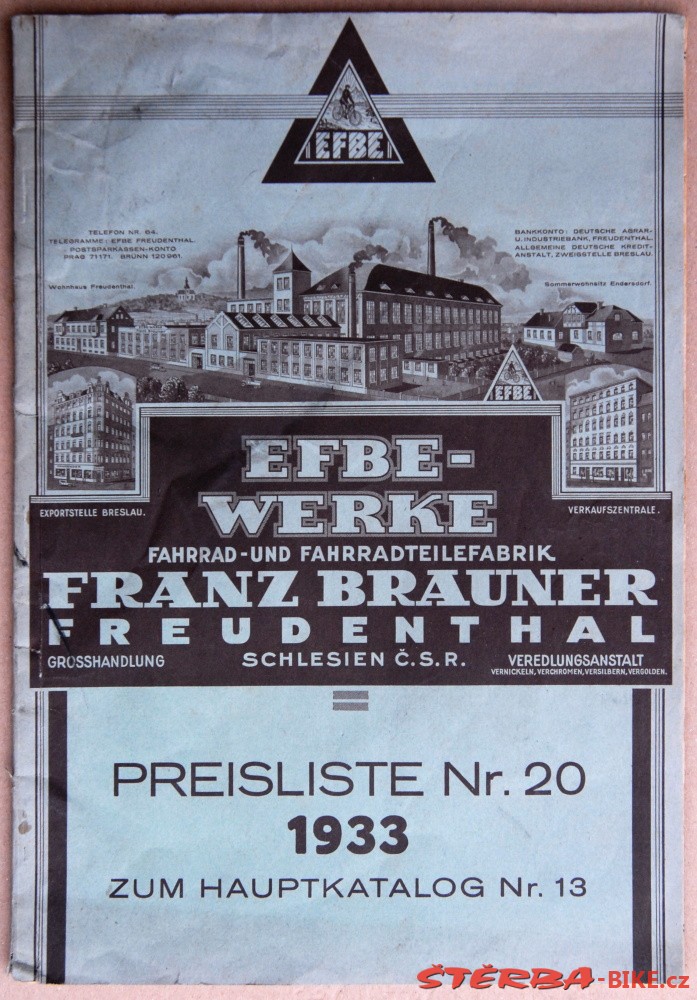 EFBE
TELEFON NR. 64.
TELEGRAMME: EFBE FREUDENTHAL.
POSTSPARKASSEN-KONTO
PRAG 71171. BRÜNN 120961.
BANKKONTO: DEUTSCHE AGRAR-
U. INDUSTRIEBANK, FREUDENTHAL.
ALLGEMEINE DEUTSCHE KREDIT-
ANSTALT, ZWEIGSTELLE BRESLAU.
Wohnhaus Freudenthal.
Sommerwohnsitz Endersdorf.
EFBE
EXPORTSTELLE BRESLAU.
VERKAUFSZENTRALE.
EFBE-
WERKE
FAHRRAD-UND FAHRRADTEILEFABRIK
FRANZ BRAUNER
FREUDENTHAL
GROSSHANDLUNG
SCHLESIEN Č.S.R.
VEREDLUNGSANSTALT
VERNICKELN, VERCHROMEN, VERSILBERN, VERGOLDEN.
PREISLISTE Nr. 20
1933
ZUM HAUPTKATALOG Nr. 13
ŠTĚRBA-BIKE.cz